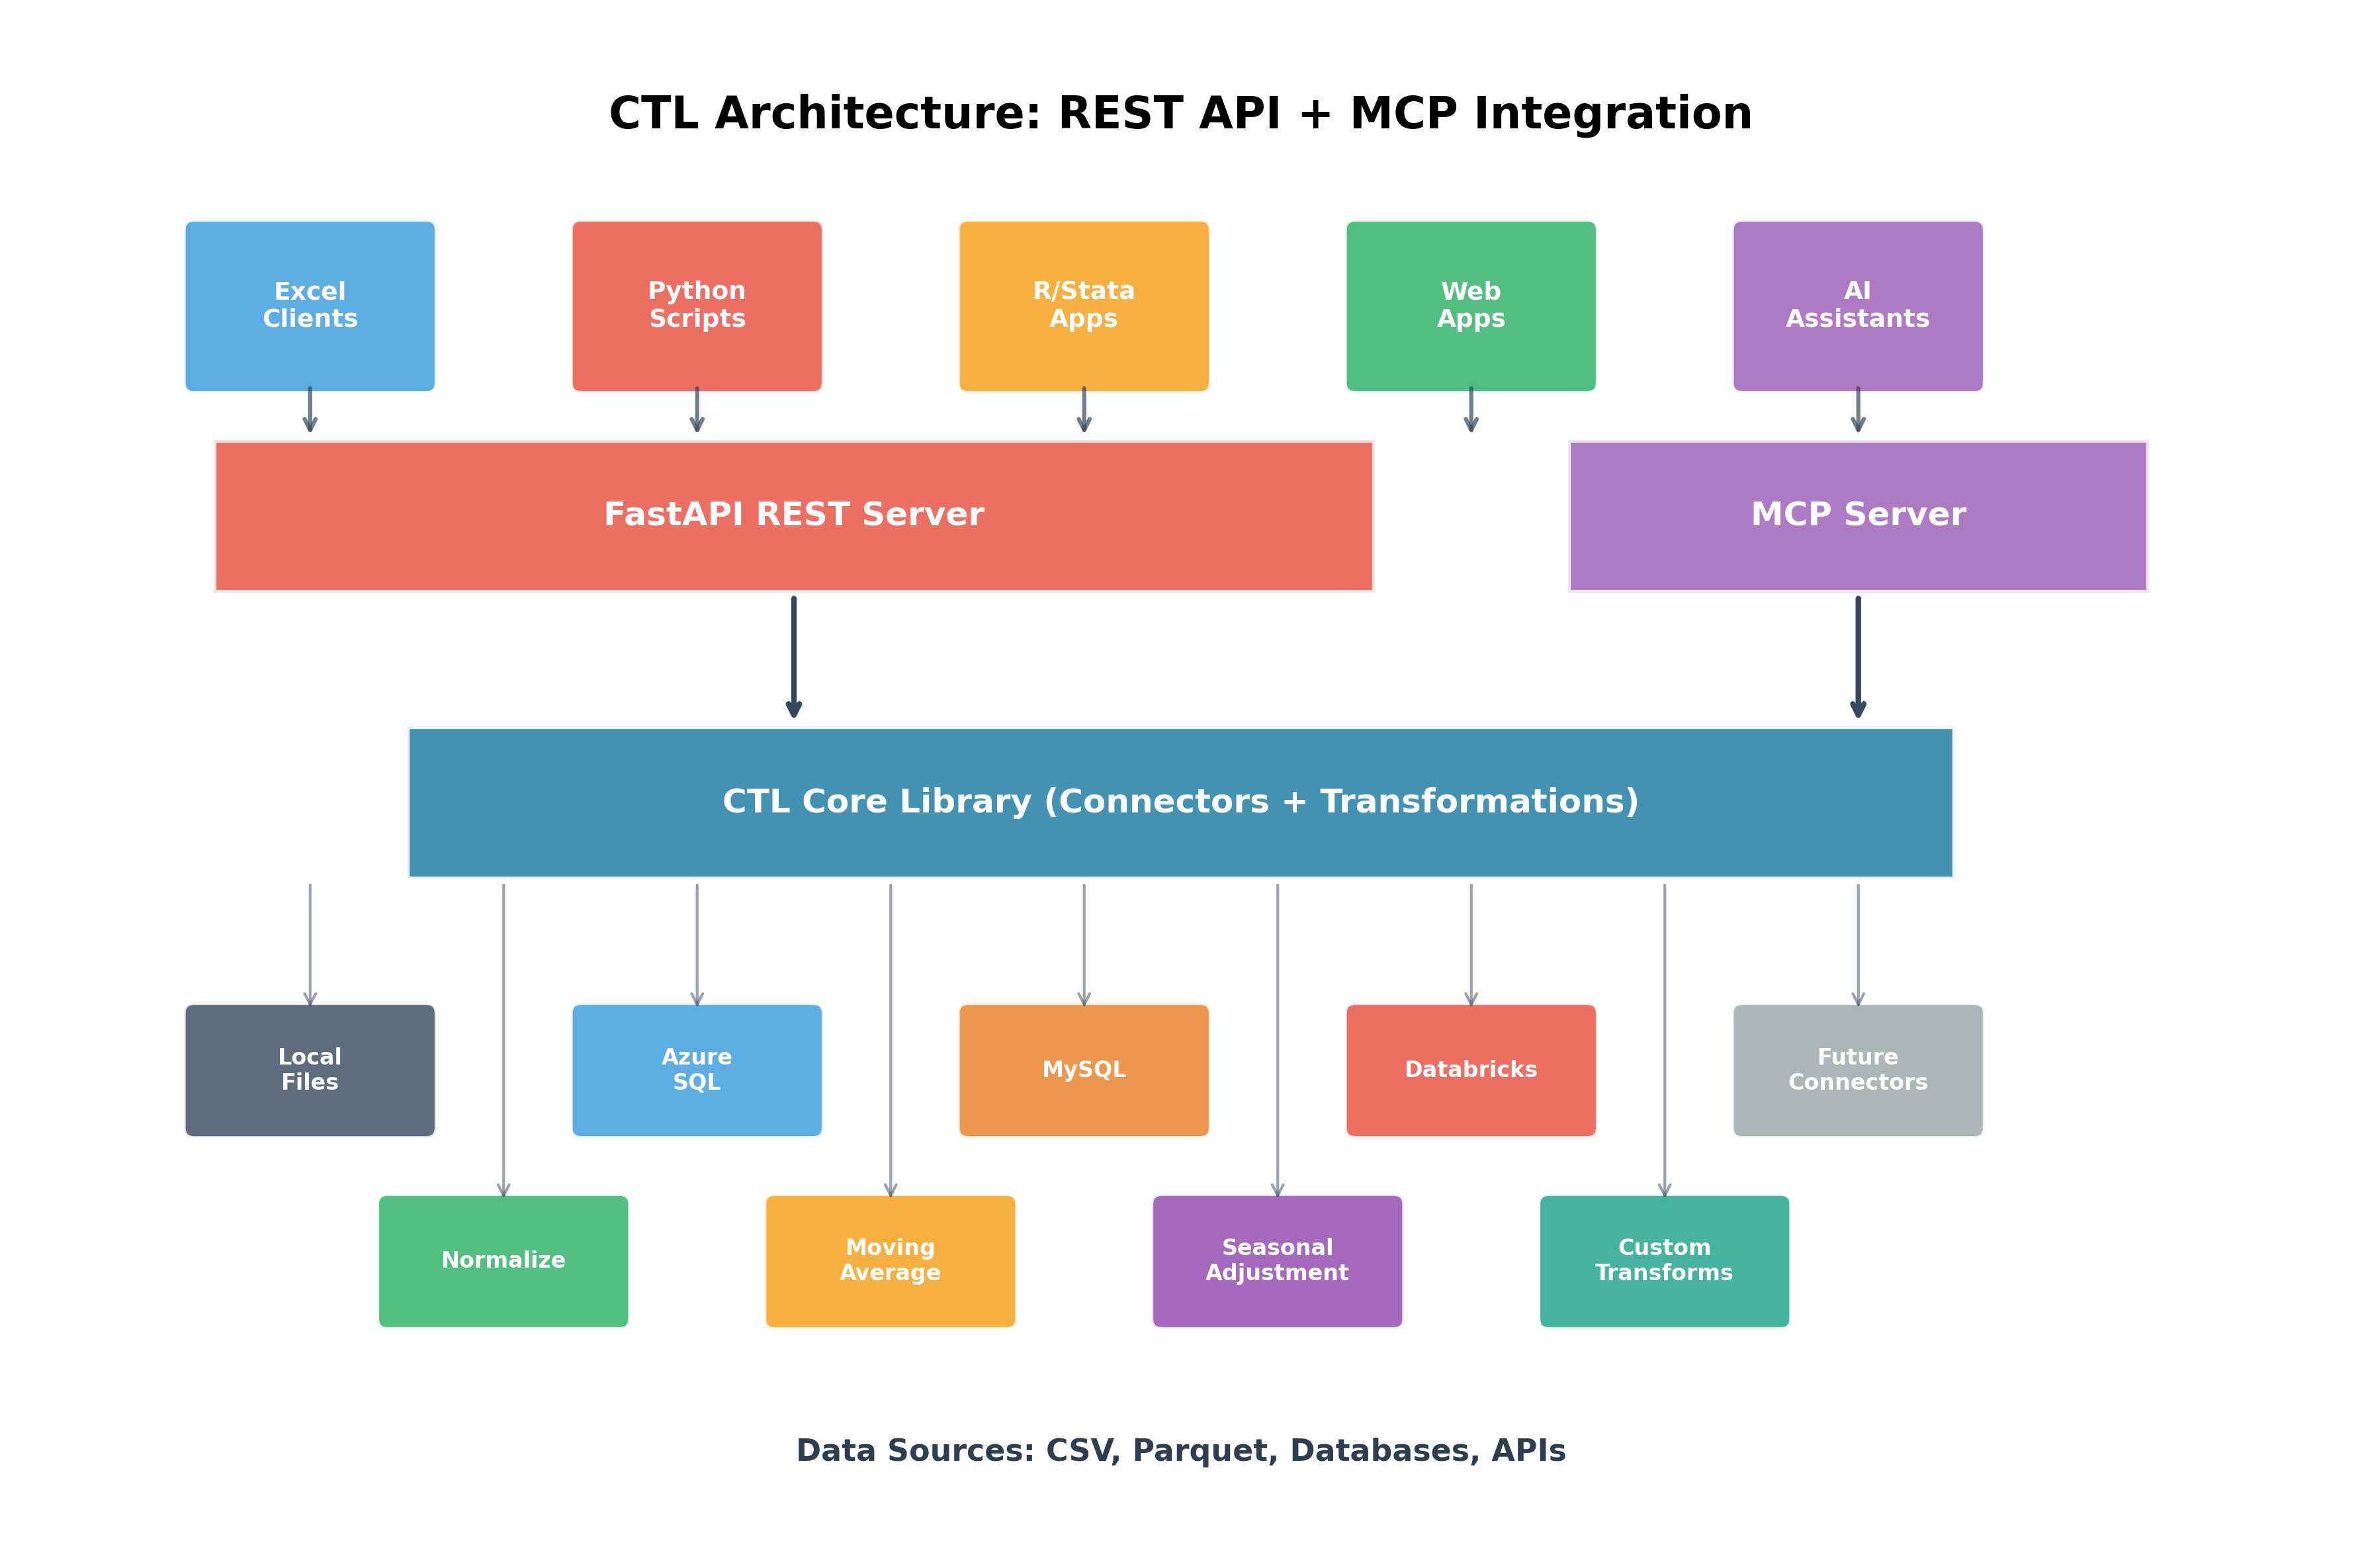 CTL Architecture: REST API + MCP Integration
Excel
Clients
Python
Scripts
R/Stata
Apps
Web
Apps
AI
Assistants
FastAPI REST Server
MCP Server
CTL Core Library (Connectors + Transformations)
Local
Files
Azure
SQL
MySQL
Databricks
Future
Connectors
Normalize
Moving
Average
Seasonal
Adjustment
Custom
Transforms
Data Sources: CSV, Parquet, Databases, APIs